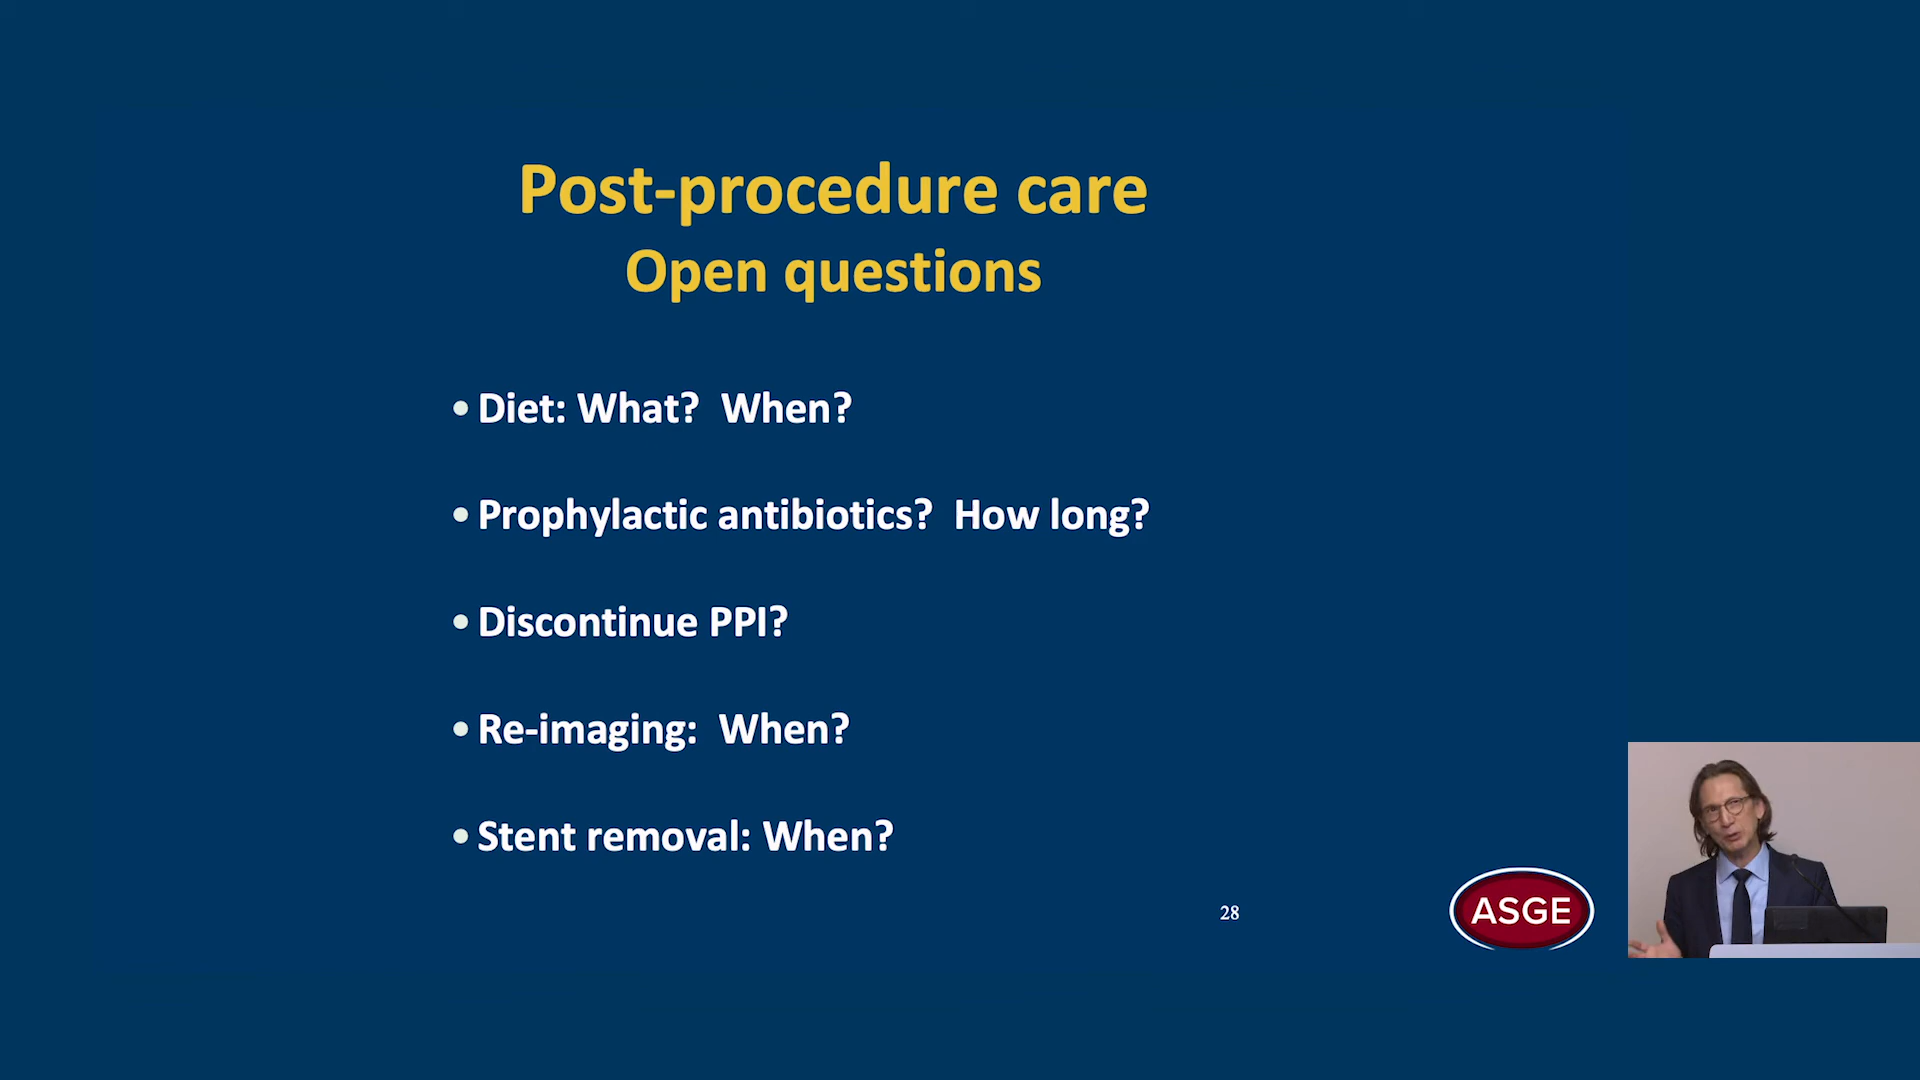 Post-procedure care
Open questions
• Diet: What? When?
• Prophylactic antibiotics? How long?
• Discontinue PPI?
• Re-imaging: When?
• Stent removal: When?
28
ASGE